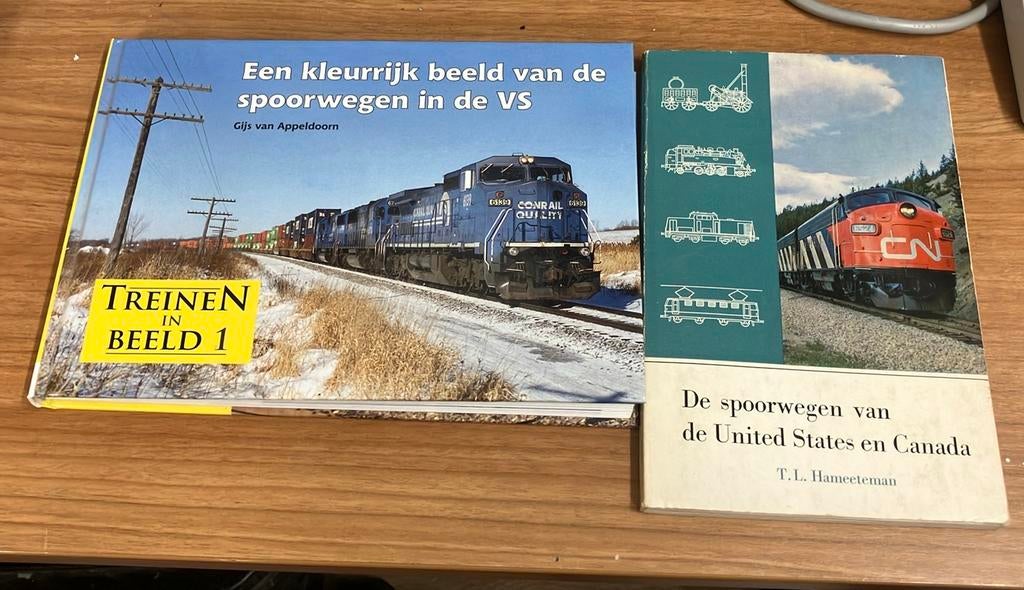 Een kleurrijk beeld van de
spoorwegen in de VS
Gijs van Appeldoorn
6139
6139
CONRAIL
QUALITY
TREINEN
IN
BEELD 1
CN
De spoorwegen van
de United States en Canada
T. L. Hameeteman